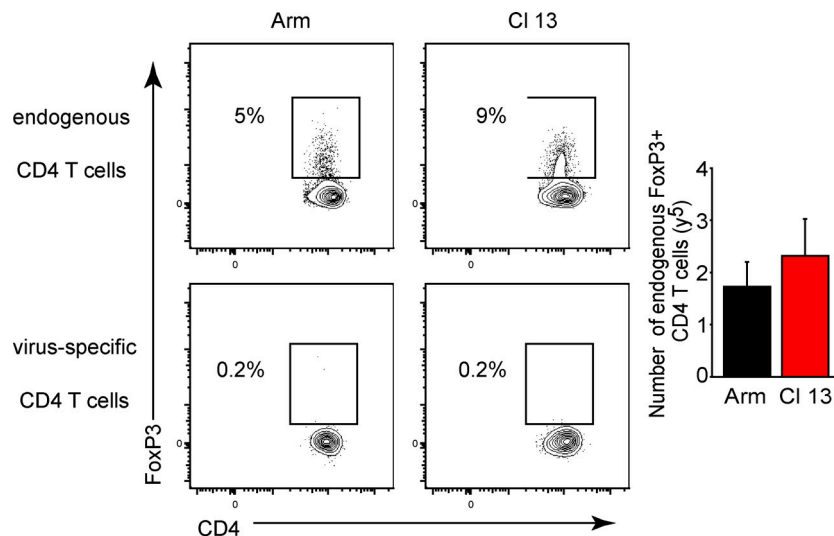 Arm
Cl 13
endogenous
CD4 T cells
5%
9%
0
0
0
virus-specific
CD4 T cells
0.2%
0.2%
0
0
0
FoxP3
CD4
Number of endogenous FoxP3+
CD4 T cells (y5)
4
3
2
1
0
Arm
Cl 13